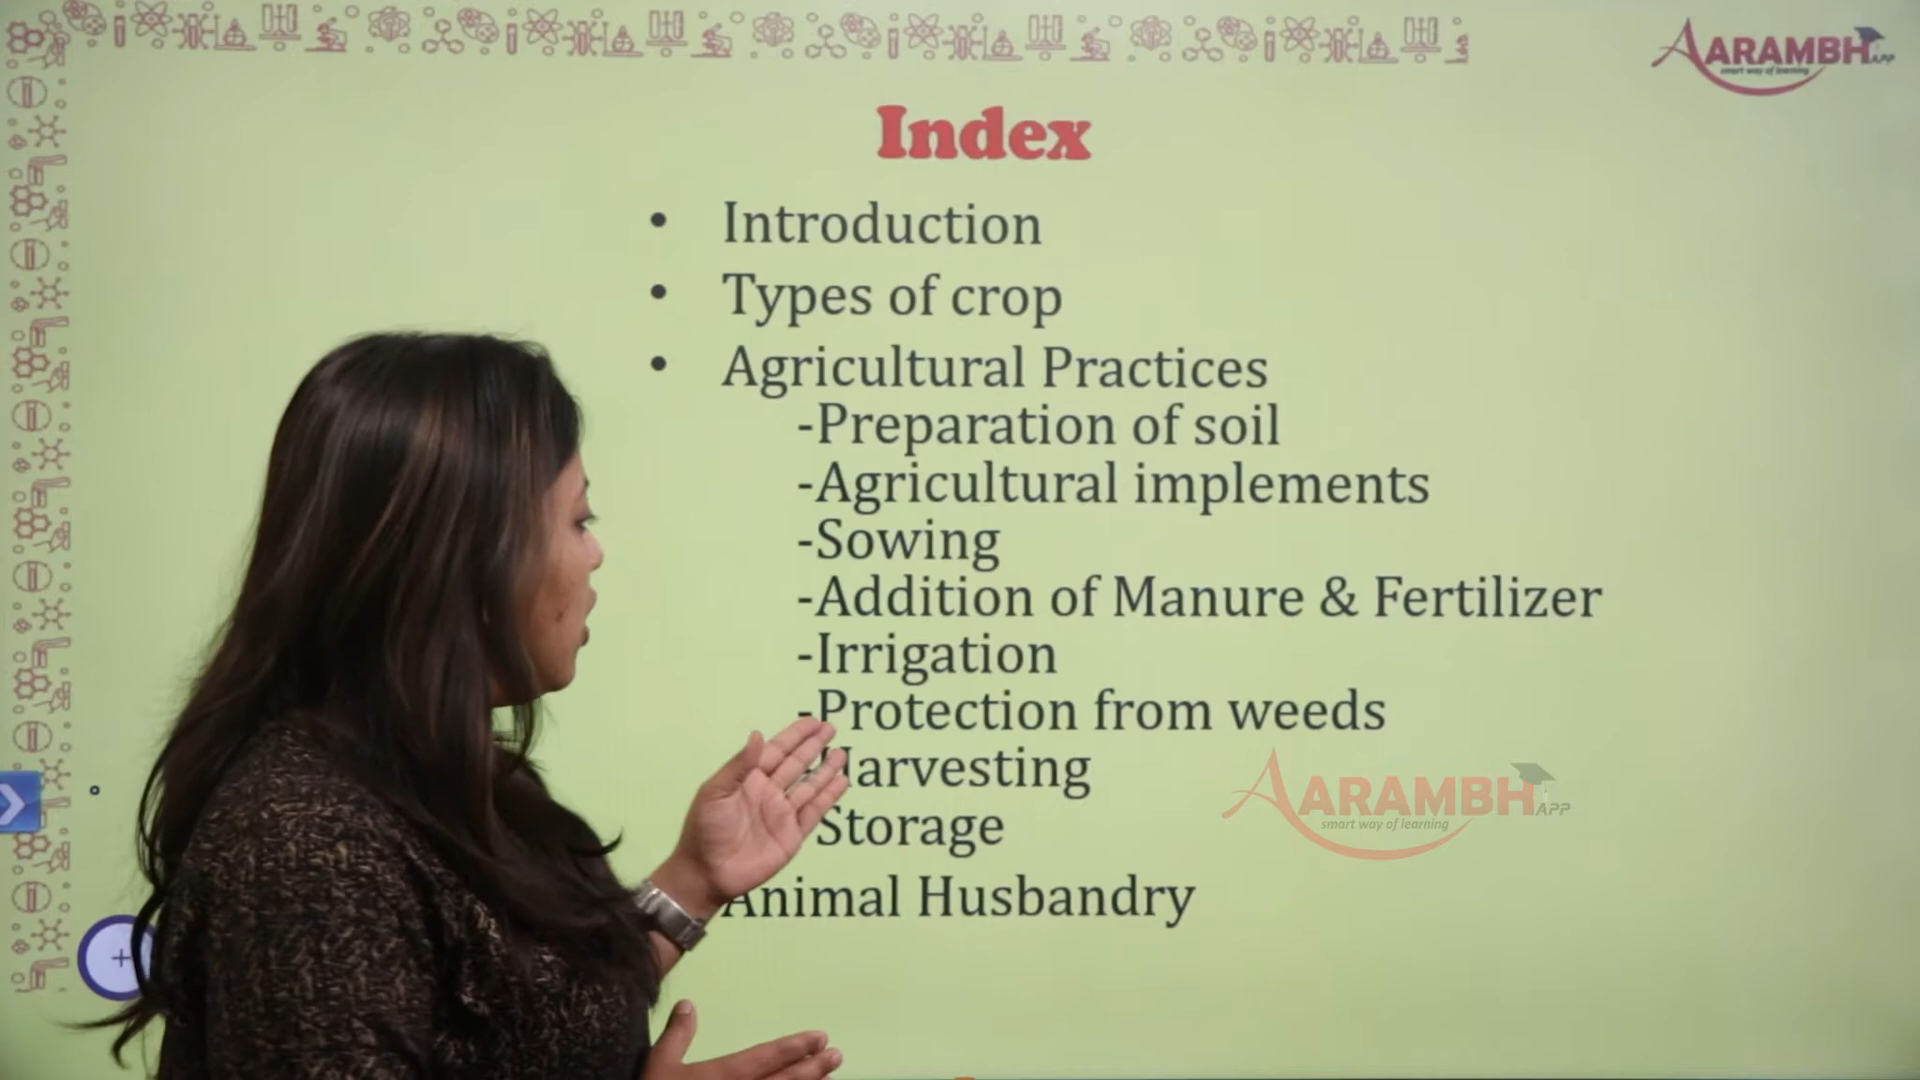 AARAMBH APP
smart way of learning
Index
• Introduction
• Types of crop
• Agricultural Practices
-Preparation of soil
-Agricultural implements
-Sowing
-Addition of Manure & Fertilizer
-Irrigation
-Protection from weeds
Harvesting
Storage
Animal Husbandry
AARAMBH APP
smart way of learning